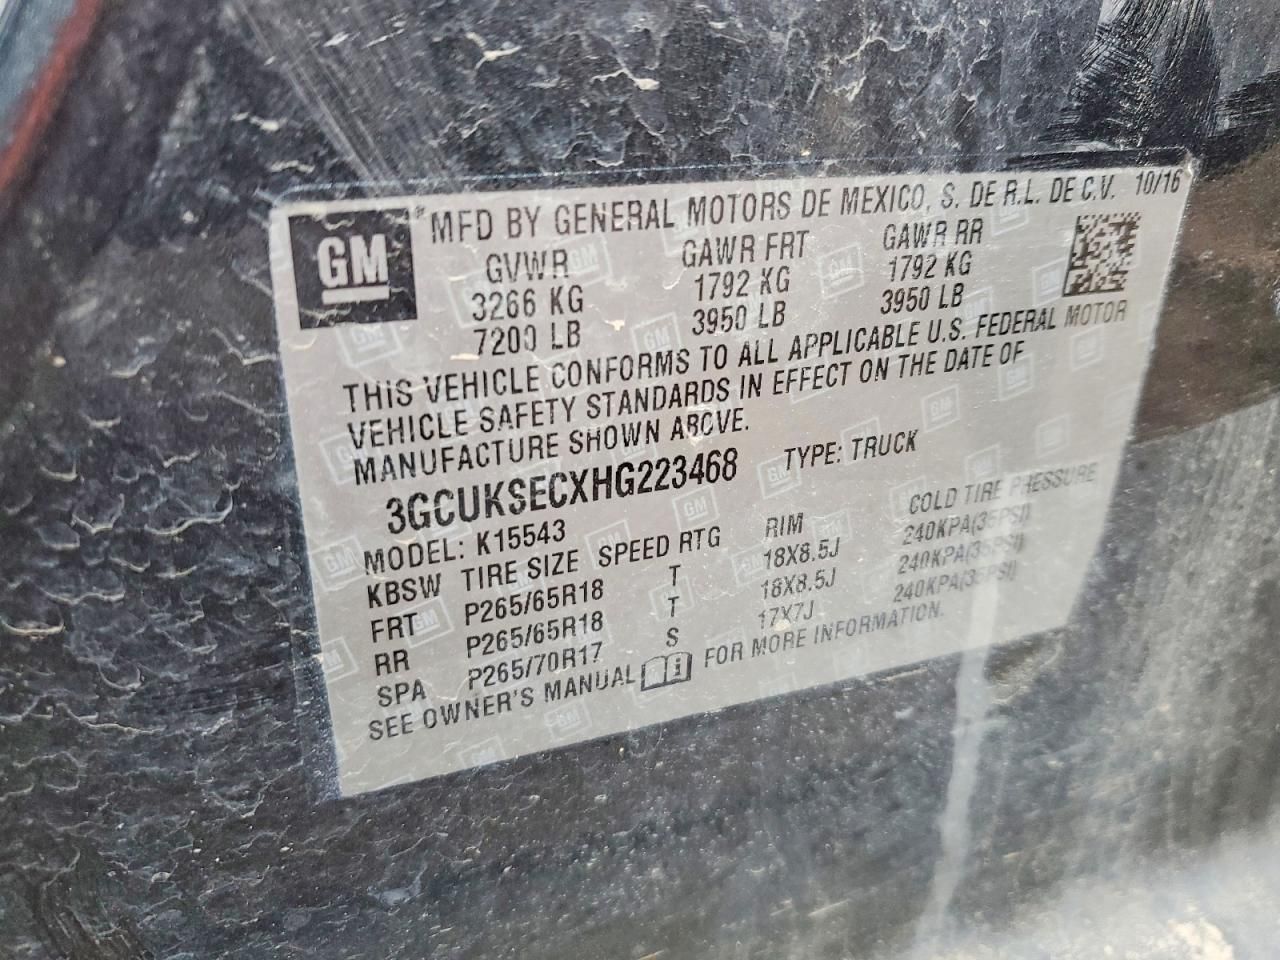 GM
MFD BY GENERAL MOTORS DE MEXICO, S. DE R.L. DE C.V. 10/16
GVWR GAWR FRT GAWR RR
3266 KG 1792 KG 1792 KG
7200 LB 3950 LB 3950 LB
THIS VEHICLE CONFORMS TO ALL APPLICABLE U.S. FEDERAL MOTOR
VEHICLE SAFETY STANDARDS IN EFFECT ON THE DATE OF
MANUFACTURE SHOWN ABOVE.
3GCUKSECXHG223468 TYPE: TRUCK
MODEL: K15543
KBSW TIRE SIZE SPEED RTG RIM COLD TIRE PRESSURE
FRT P265/65R18 T 18X8.5J 240KPA(35PSI)
RR P265/65R18 T 18X8.5J 240KPA(35PSI)
SPA P265/70R17 S 17X7J 240KPA(35PSI)
SEE OWNER'S MANUAL FOR MORE INFORMATION.